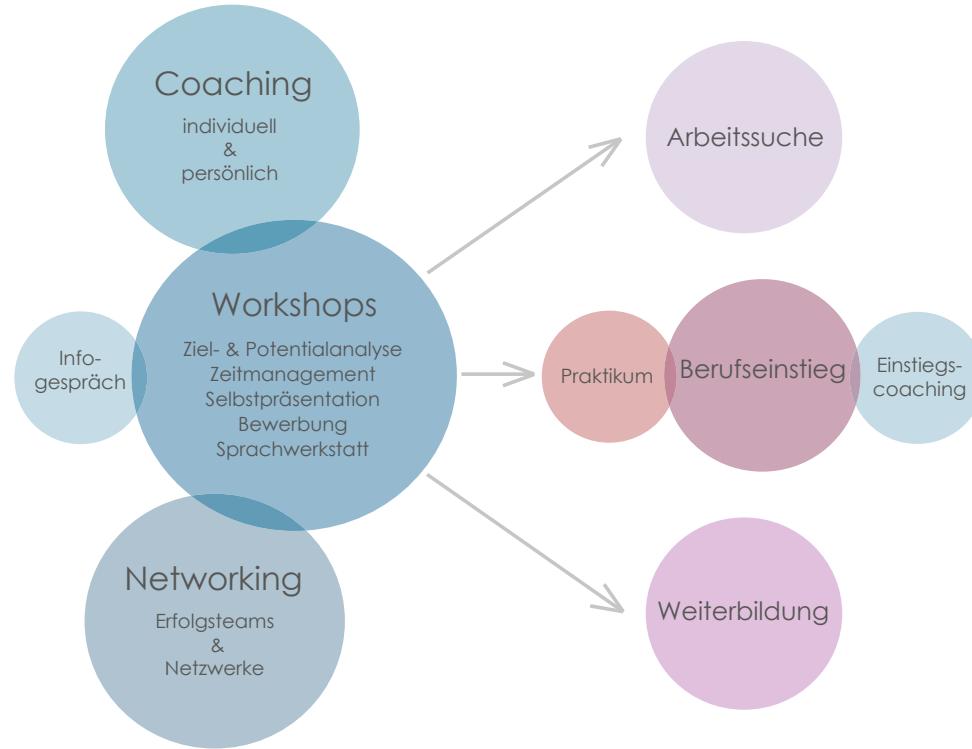 Coaching
individuell
&
persönlich
Info-
gespräch
Workshops
Ziel- & Potentialanalyse
Zeitmanagement
Selbstpräsentation
Bewerbung
Sprachwerkstatt
Networking
Erfolgsteams
&
Netzwerke
Arbeitssuche
Praktikum
Berufseinstieg
Einstiegs-
coaching
Weiterbildung